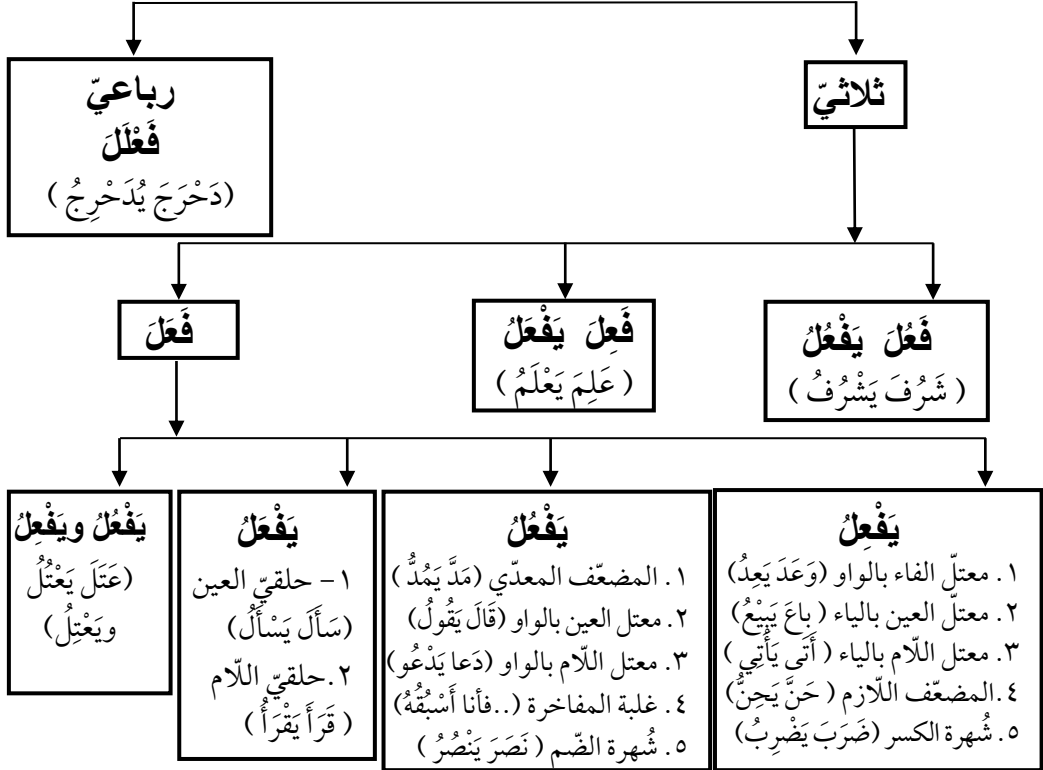 ثلاثيّ
رباعيّ
فَعْلَلَ
(دَحْرَجَ يُدَحْرِجُ )
فَعُلَ يَفْعُلُ
( شَرُفَ يَشْرُفُ )
فَعِلَ يَفْعَلُ
( عَلِمَ يَعْلَمُ )
فَعَلَ
يَفْعِلُ
١. معتلّ الفاء بالواو (وَعَدَ يَعِدُ)
٢. معتلّ العين بالياء ( باعَ يَبِيْعُ)
٣. معتل اللّام بالياء ( أَتَى يَأْتِي )
٤. المضعّف اللّازم ( حَنَّ يَحِنُّ)
٥. شُهرة الكسر (ضَرَبَ يَضْرِبُ)
يَفْعُلُ
١. المضعّف المعدّي (مَدَّ يَمُدُّ )
٢. معتل العين بالواو (قَالَ يَقُولُ)
٣. معتل اللّام بالواو (دَعا يَدْعُو)
٤. غلبة المفاخرة (..فأنا أَسْبُقُهُ)
٥. شُهرة الضّم ( نَصَرَ يَنْصُرُ )
يَفْعَلُ
١- حلقيّ العين
(سَأَلَ يَسْأَلُ)
٢.حلقيّ اللّام
( قَرَأَ يَقْرَأُ )
يَفْعُلُ ويَفْعِلُ
(عَتَلَ يَعْتُلُ
ويَعْتِلُ)